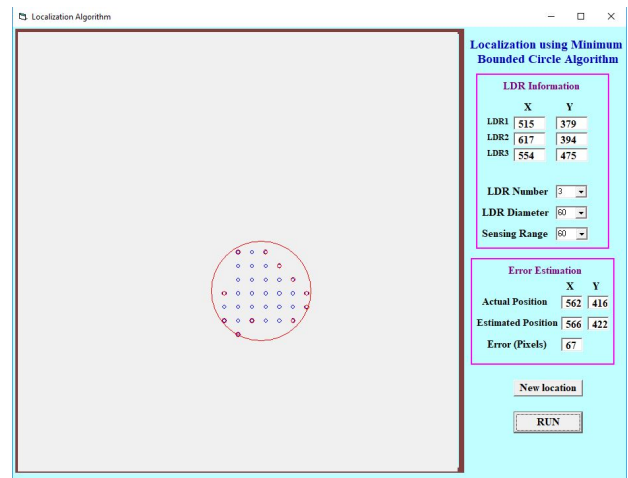 Localization Algorithm
Localization using Minimum
Bounded Circle Algorithm
LDR Information
X Y
LDR1 515 379
LDR2 617 394
LDR3 554 475
LDR Number 3
LDR Diameter 60
Sensing Range 60
Error Estimation
X Y
Actual Position 562 416
Estimated Position 566 422
Error (Pixels) 67
New location
RUN